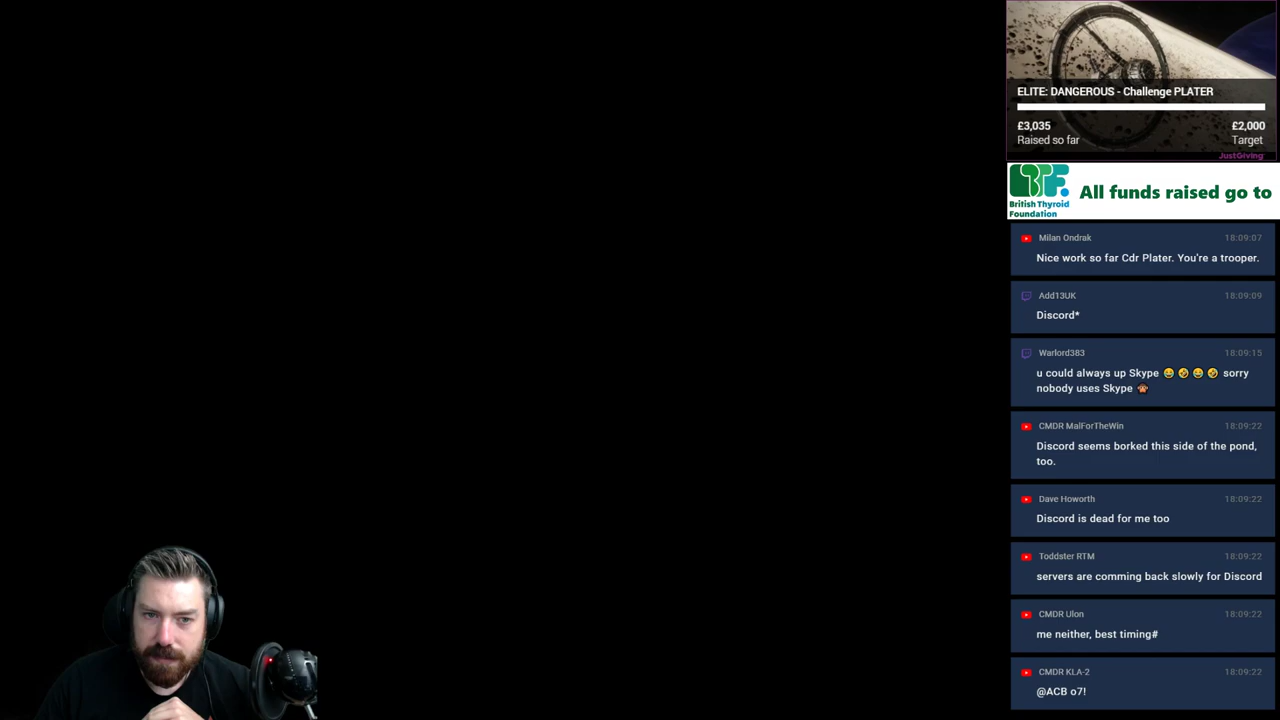 ELITE: DANGEROUS - Challenge PLATER
£3,035 £2,000
Raised so far Target
JustGiving
BTF.
British Thyroid
Foundation
All funds raised go to
Milan Ondrak 18:09:07
Nice work so far Cdr Plater. You're a trooper.
Add13UK 18:09:09
Discord*
Warlord383 18:09:15
u could always up Skype 😂 🤣 😂 🤣 sorry
nobody uses Skype 🙊
CMDR MalForTheWin 18:09:22
Discord seems borked this side of the pond,
too.
Dave Howorth 18:09:22
Discord is dead for me too
Toddster RTM 18:09:22
servers are comming back slowly for Discord
CMDR Ulon 18:09:22
me neither, best timing#
CMDR KLA-2 18:09:22
@ACB o7!